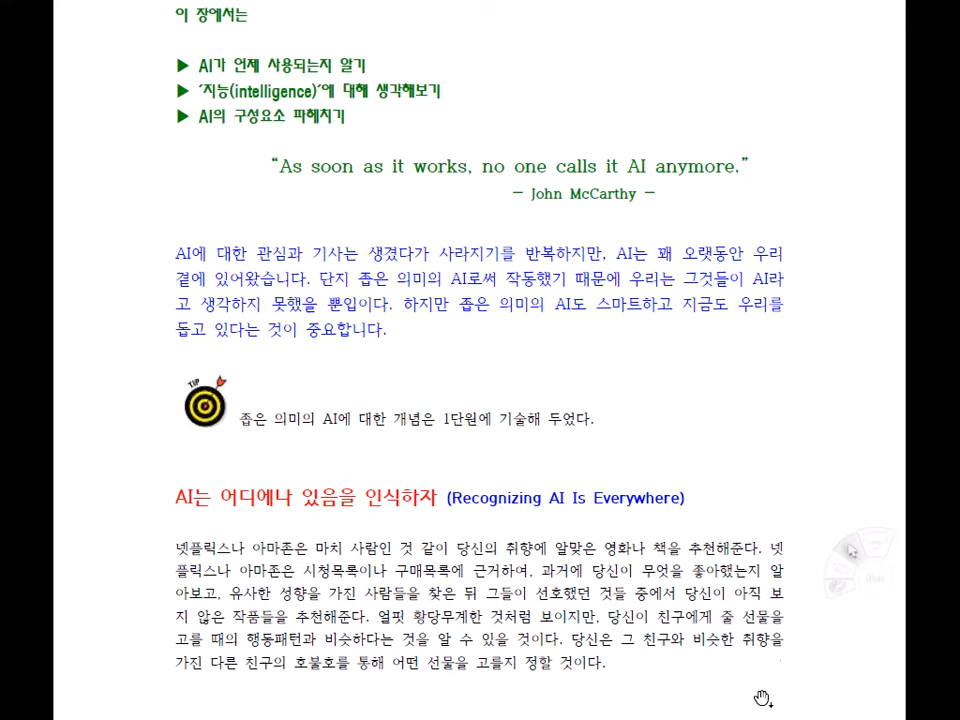 이 장에서는
▶ AI가 언제 사용되는지 알기
▶ ‘지능(intelligence)’에 대해 생각해보기
▶ AI의 구성요소 파헤치기
“As soon as it works, no one calls it AI anymore.”
- John McCarthy -
AI에 대한 관심과 기사는 생겼다가 사라지기를 반복하지만, AI는 꽤 오랫동안 우리
곁에 있어왔습니다. 단지 좁은 의미의 AI로써 작동했기 때문에 우리는 그것들이 AI라
고 생각하지 못했을 뿐입이다. 하지만 좁은 의미의 AI도 스마트하고 지금도 우리를
돕고 있다는 것이 중요합니다.
TIP
좁은 의미의 AI에 대한 개념은 1단원에 기술해 두었다.
AI는 어디에나 있음을 인식하자 (Recognizing AI Is Everywhere)
넷플릭스나 아마존은 마치 사람인 것 같이 당신의 취향에 알맞은 영화나 책을 추천해준다. 넷
플릭스나 아마존은 시청목록이나 구매목록에 근거하여, 과거에 당신이 무엇을 좋아했는지 알
아보고, 유사한 성향을 가진 사람들을 찾은 뒤 그들이 선호했던 것들 중에서 당신이 아직 보
지 않은 작품들을 추천해준다. 얼핏 황당무계한 것처럼 보이지만, 당신이 친구에게 줄 선물을
고를 때의 행동패턴과 비슷하다는 것을 알 수 있을 것이다. 당신은 그 친구와 비슷한 취향을
가진 다른 친구의 호불호를 통해 어떤 선물을 고를지 정할 것이다.